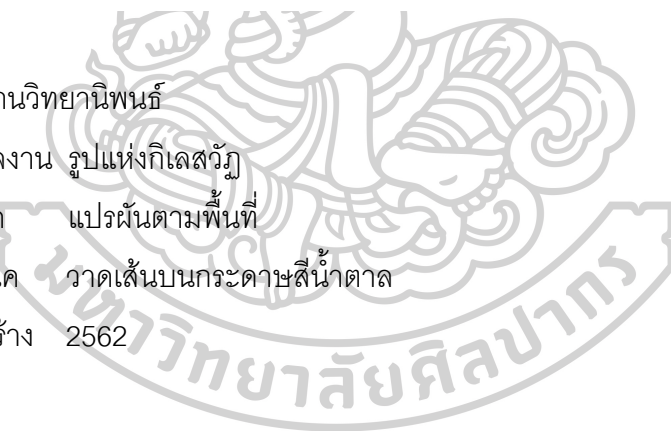 านวิทยานิพนธ์
งาน รูปแห่งกิเลสวัฏ
แปรผันตามพื้นที่
ค วาดเส้นบนกระดาษสีน้ำตาล
ร้าง 2562
มหาวิทยาลัยศิลปากร